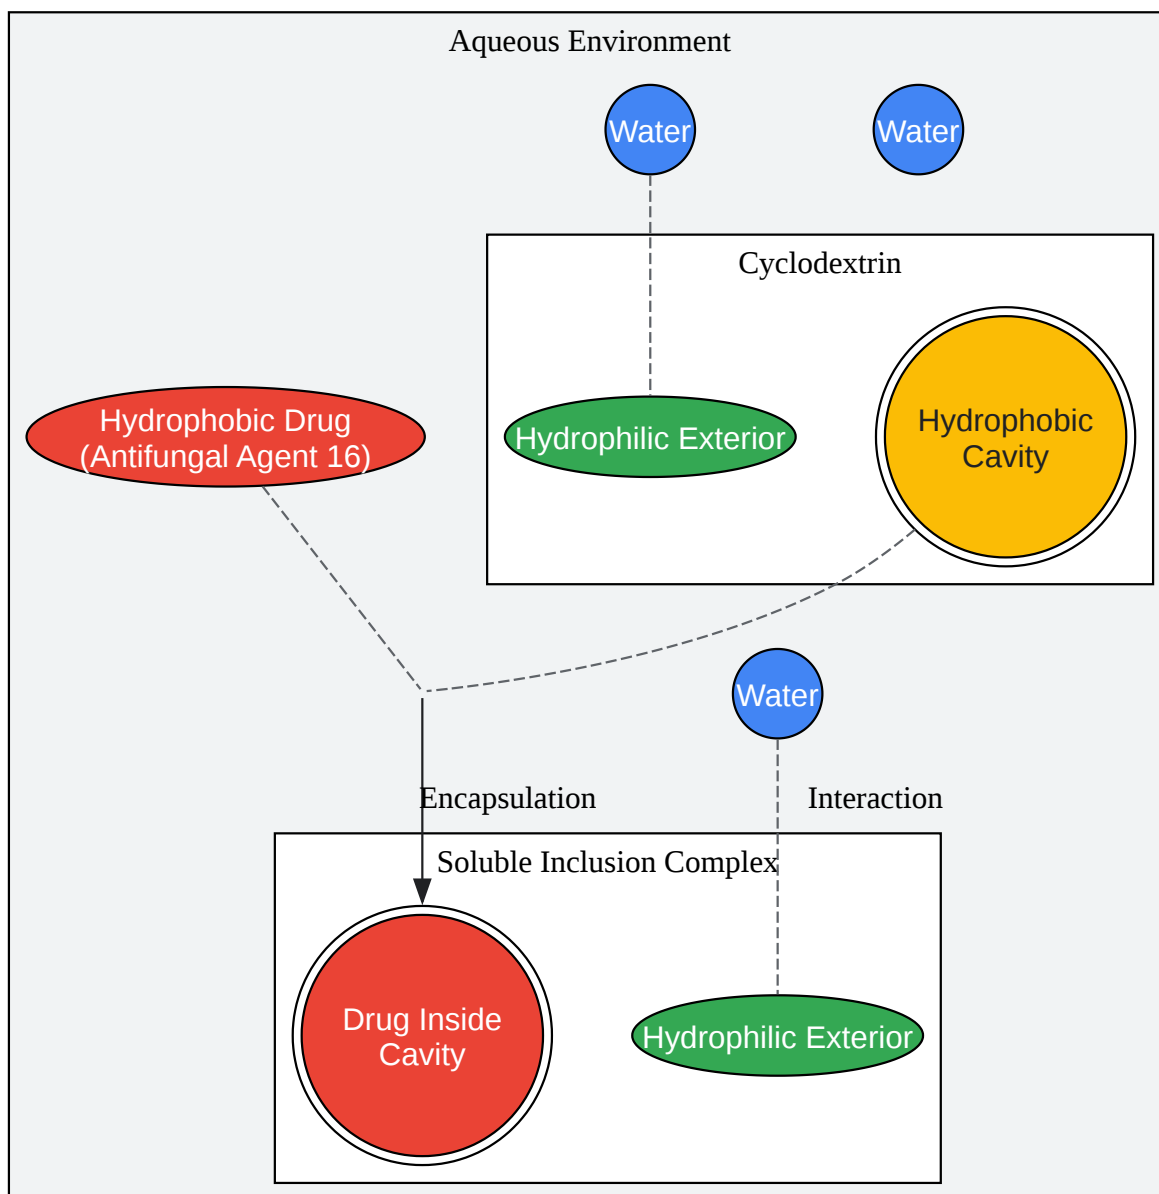 Aqueous Environment
Water
Water
Cyclodextrin
Hydrophobic Drug
(Antifungal Agent 16)
Hydrophilic Exterior
Hydrophobic
Cavity
Water
Encapsulation
Interaction
Soluble Inclusion Complex
Drug Inside
Cavity
Hydrophilic Exterior